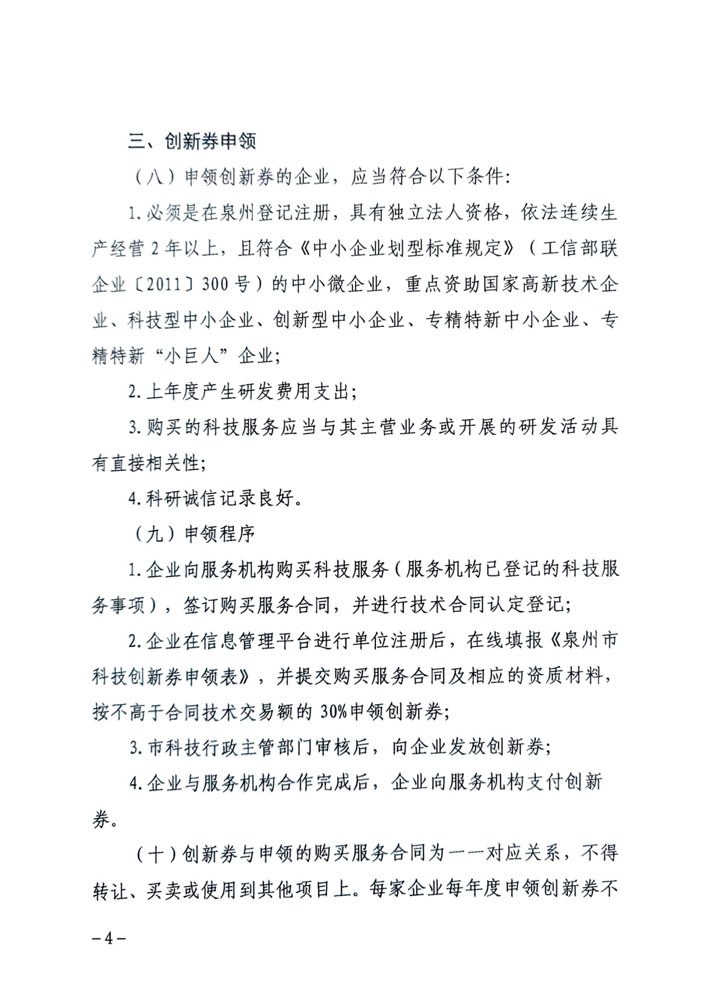 三、创新券申领
（八）申领创新券的企业，应当符合以下条件：
1.必须是在泉州登记注册，具有独立法人资格，依法连续生
产经营 2 年以上，且符合《中小企业划型标准规定》（工信部联
企业〔2011〕300 号）的中小微企业，重点资助国家高新技术企
业、科技型中小企业、创新型中小企业、专精特新中小企业、专
精特新“小巨人”企业；
2.上年度产生研发费用支出；
3.购买的科技服务应当与其主营业务或开展的研发活动具
有直接相关性；
4.科研诚信记录良好。
（九）申领程序
1.企业向服务机构购买科技服务（服务机构已登记的科技服
务事项），签订购买服务合同，并进行技术合同认定登记；
2.企业在信息管理平台进行单位注册后，在线填报《泉州市
科技创新券申领表》，并提交购买服务合同及相应的资质材料，
按不高于合同技术交易额的 30%申领创新券；
3.市科技行政主管部门审核后，向企业发放创新券；
4.企业与服务机构合作完成后，企业向服务机构支付创新
券。
（十）创新券与申领的购买服务合同为一一对应关系，不得
转让、买卖或使用到其他项目上。每家企业每年度申领创新券不
－4－